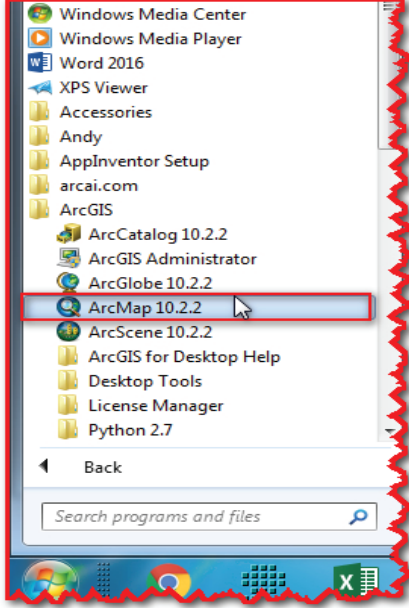 Windows Media Center
Windows Media Player
Word 2016
XPS Viewer
Accessories
Andy
AppInventor Setup
arcai.com
ArcGIS
ArcCatalog 10.2.2
ArcGIS Administrator
ArcGlobe 10.2.2
ArcMap 10.2.2
ArcScene 10.2.2
ArcGIS for Desktop Help
Desktop Tools
License Manager
Python 2.7
Back
Search programs and files